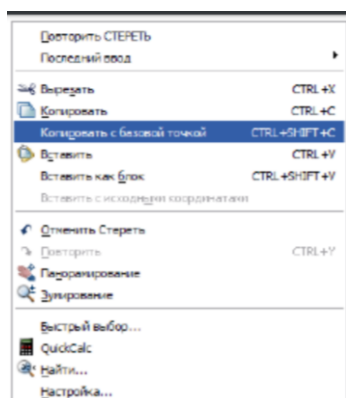 Повторить СТЕРЕТЬ
Последний ввод
Вырезать CTRL+X
Копировать CTRL+C
Копировать с базовой точкой CTRL+SHIFT+C
Вставить CTRL+V
Вставить как блок CTRL+SHIFT+V
Вставить с исходными координатами
Отменить Стереть
Повторить CTRL+Y
Панорамирование
Зумирование
Быстрый выбор...
QuickCalc
Найти...
Настройка...